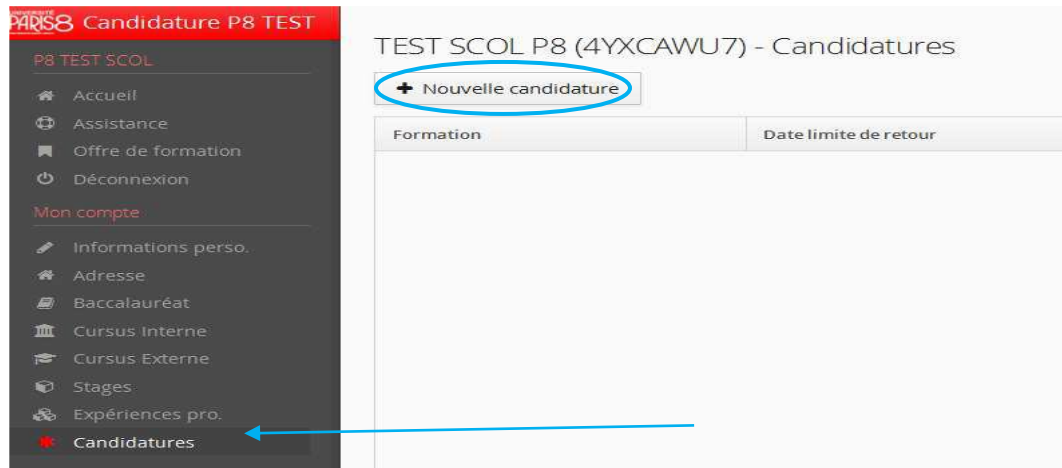 UNIVERSITÉ
PARIS8 Candidature P8 TEST
P8 TEST SCOL
Accueil
Assistance
Offre de formation
Déconnexion
Mon compte
Informations perso.
Adresse
Baccalauréat
Cursus Interne
Cursus Externe
Stages
Expériences pro.
Candidatures
TEST SCOL P8 (4YXCAWU7) - Candidatures
+ Nouvelle candidature
Formation Date limite de retour